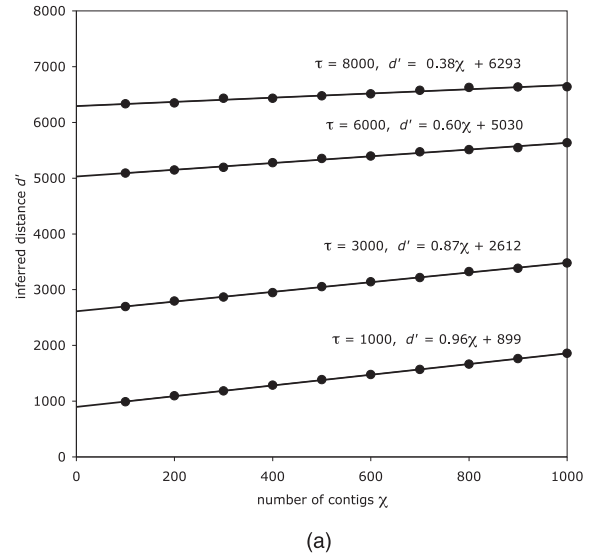 8000
τ = 8000, d' = 0.38χ + 6293
7000
6000
τ = 6000, d' = 0.60χ + 5030
5000
inferred distance d'
4000
τ = 3000, d' = 0.87χ + 2612
3000
2000
τ = 1000, d' = 0.96χ + 899
1000
0
0 200 400 600 800 1000
number of contigs χ
(a)